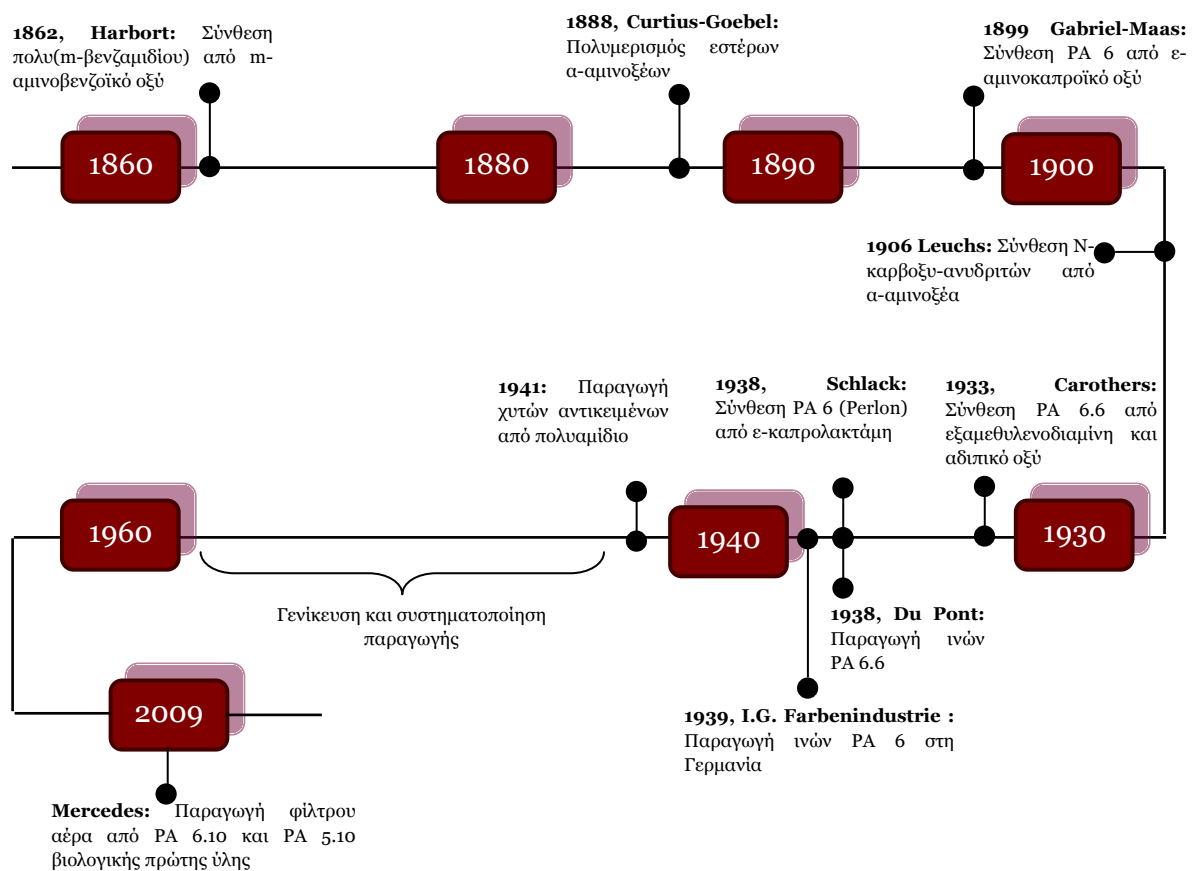 1862, Harbort: Σύνθεση
πολυ(m-βενζαμιδίου) από m-
αμινοβενζοϊκό οξύ
1888, Curtius-Goebel:
Πολυμερισμός εστέρων
α-αμινοξέων
1899 Gabriel-Maas:
Σύνθεση PA 6 από ε-
αμινοκαπροϊκό οξύ
1860
1880
1890
1900
1906 Leuchs: Σύνθεση Ν-
καρβοξυ-ανυδριτών από
α-αμινοξέα
1941: Παραγωγή
χυτών αντικειμένων
από πολυαμίδιο
1938, Schlack:
Σύνθεση PA 6 (Perlon)
από ε-καπρολακτάμη
1933, Carothers:
Σύνθεση PA 6.6 από
εξαμεθυλενοδιαμίνη και
αδιπικό οξύ
1960
1940
1930
Γενίκευση και συστηματοποίηση
παραγωγής
1938, Du Pont:
Παραγωγή ινών
PA 6.6
2009
1939, I.G. Farbenindustrie :
Παραγωγή ινών PA 6 στη
Γερμανία
Mercedes: Παραγωγή φίλτρου
αέρα από PA 6.10 και PA 5.10
βιολογικής πρώτης ύλης